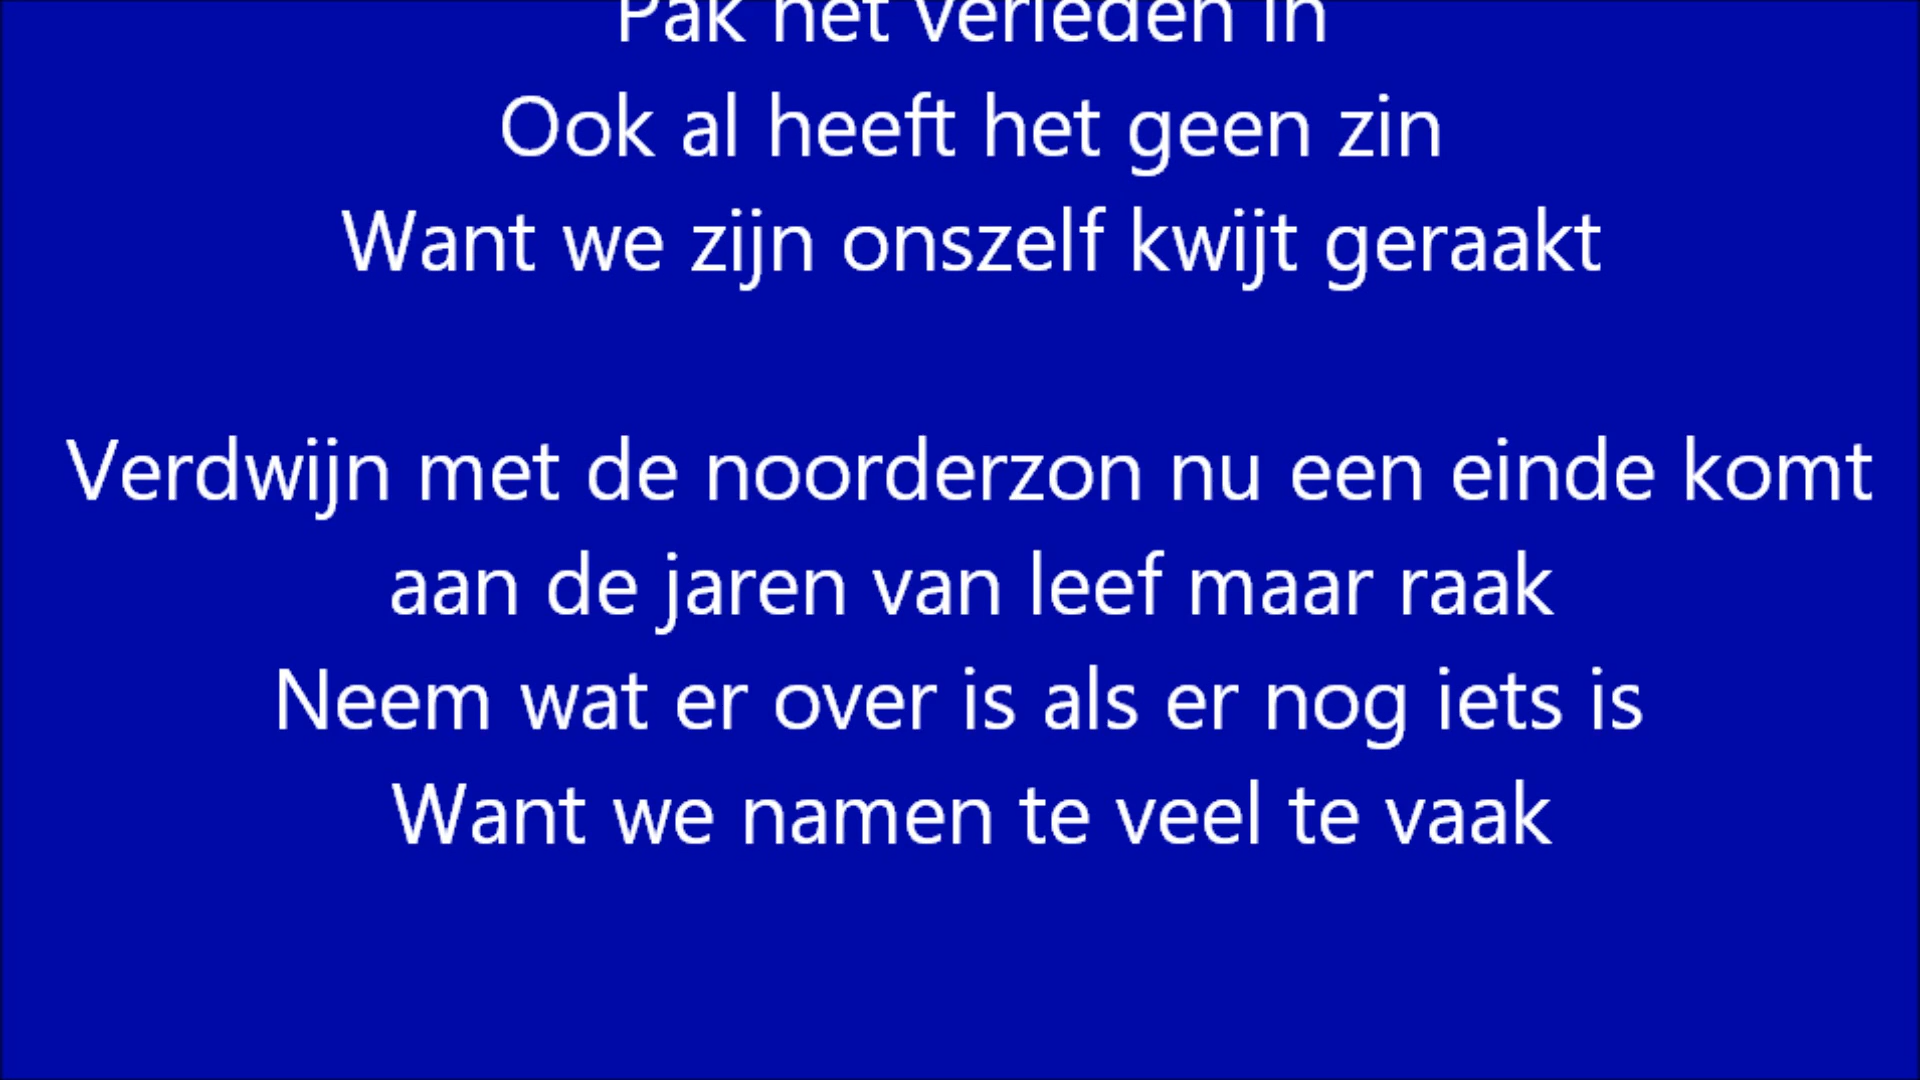 Pak het verleden in
Ook al heeft het geen zin
Want we zijn onszelf kwijt geraakt
Verdwijn met de noorderzon nu een einde komt
aan de jaren van leef maar raak
Neem wat er over is als er nog iets is
Want we namen te veel te vaak